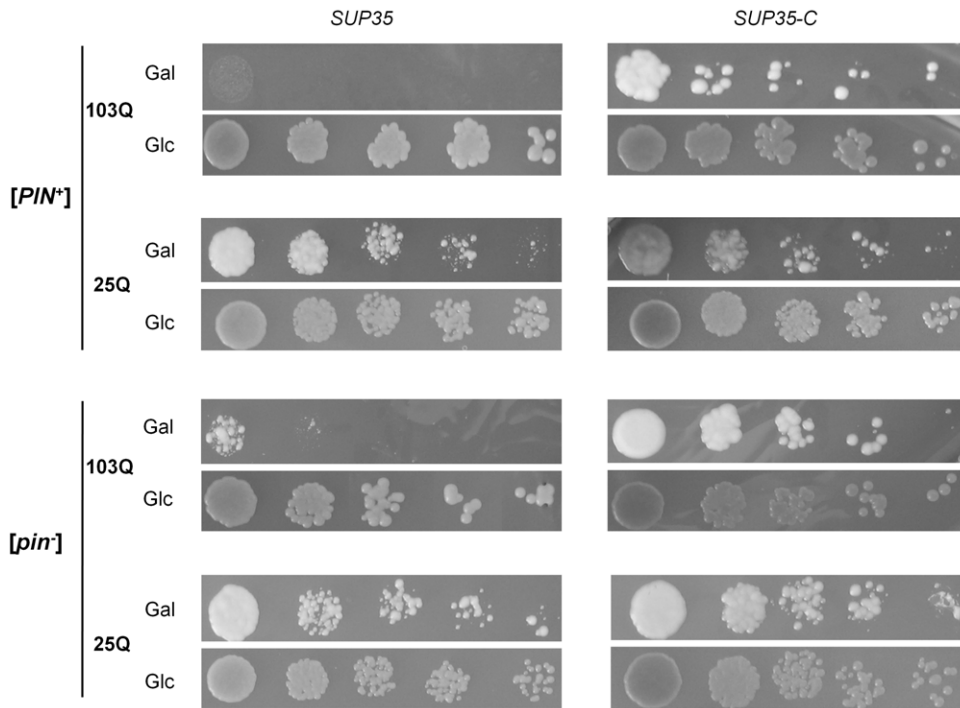 SUP35 SUP35-C
Gal
103Q
Glc
[PIN⁺]
Gal
25Q
Glc
Gal
103Q
Glc
[pin⁻]
Gal
25Q
Glc